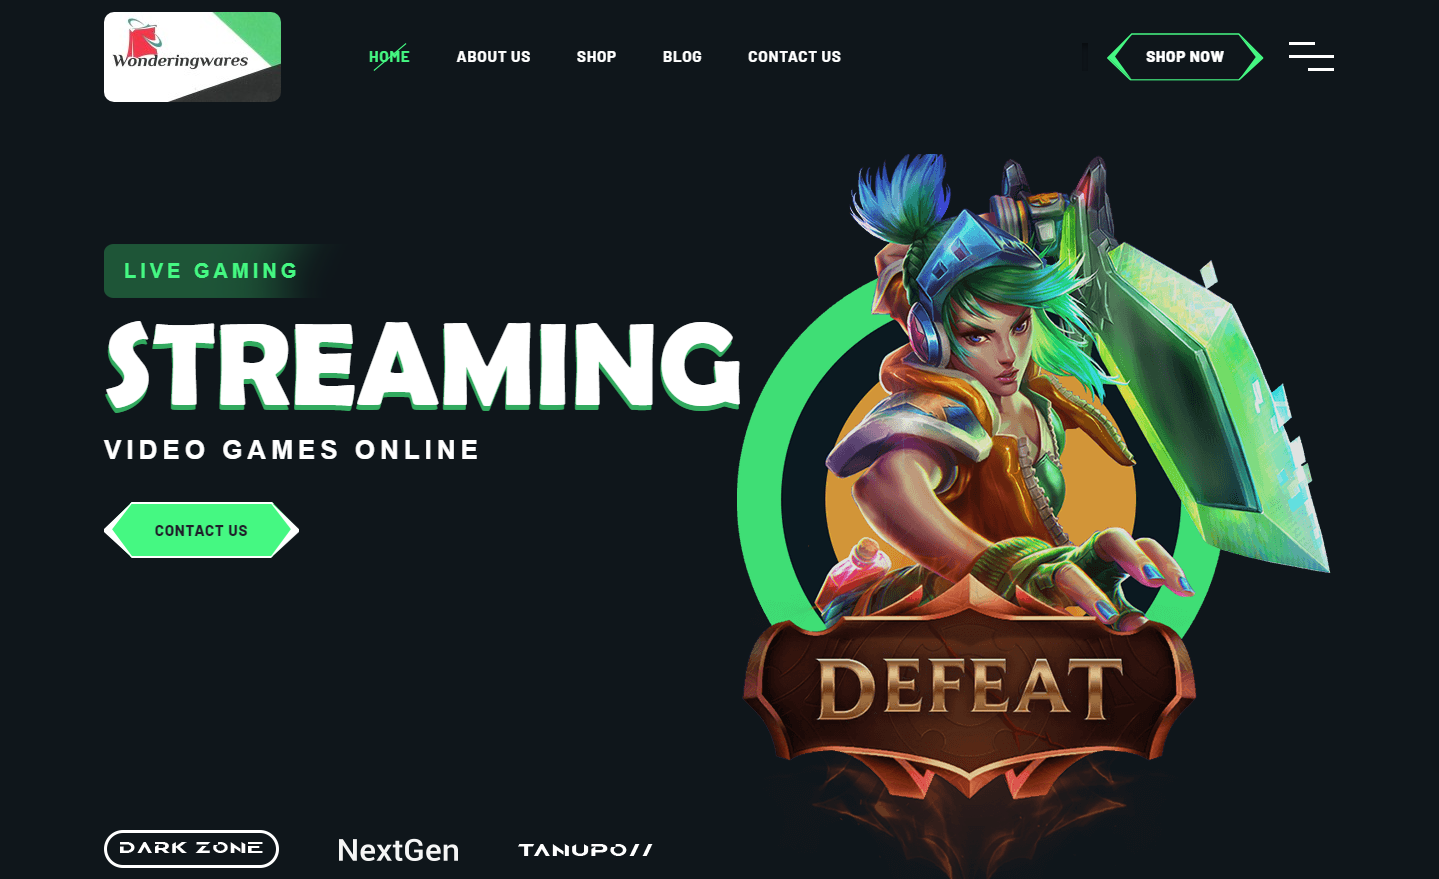 Wonderingwares
HOME
ABOUT US
SHOP
BLOG
CONTACT US
SHOP NOW
LIVE GAMING
STREAMING
VIDEO GAMES ONLINE
CONTACT US
DEFEAT
DARK ZONE
NextGen
TANUPO//